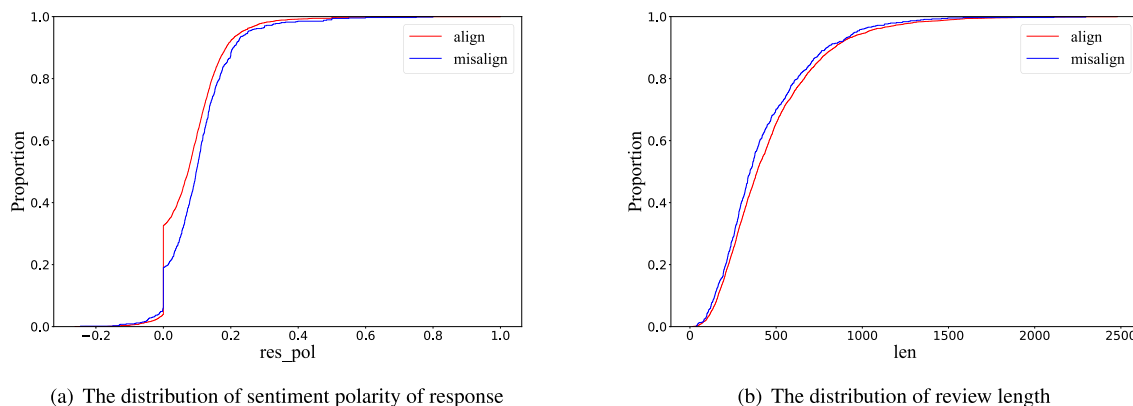 1.0
0.8
0.6
0.4
0.2
0.0
Proportion
−0.2 0.0 0.2 0.4 0.6 0.8 1.0
res_pol
align
misalign
(a) The distribution of sentiment polarity of response
1.0
0.8
0.6
0.4
0.2
0.0
Proportion
0 500 1000 1500 2000 2500
len
align
misalign
(b) The distribution of review length